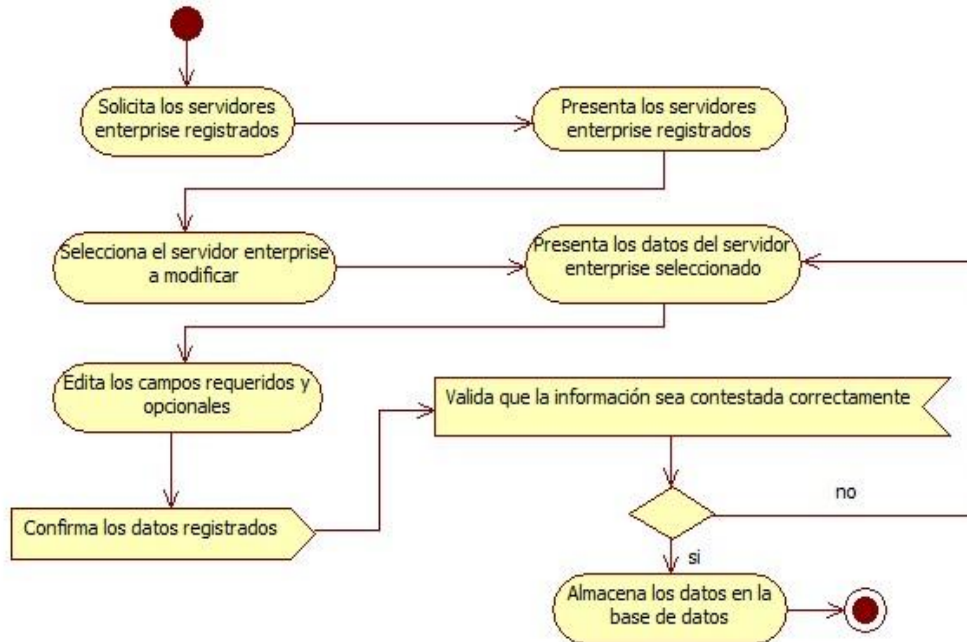 Solicita los servidores
enterprise registrados
Presenta los servidores
enterprise registrados
Selecciona el servidor enterprise
a modificar
Presenta los datos del servidor
enterprise seleccionado
Edita los campos requeridos y
opcionales
Valida que la información sea contestada correctamente
Confirma los datos registrados
no
si
Almacena los datos en la
base de datos